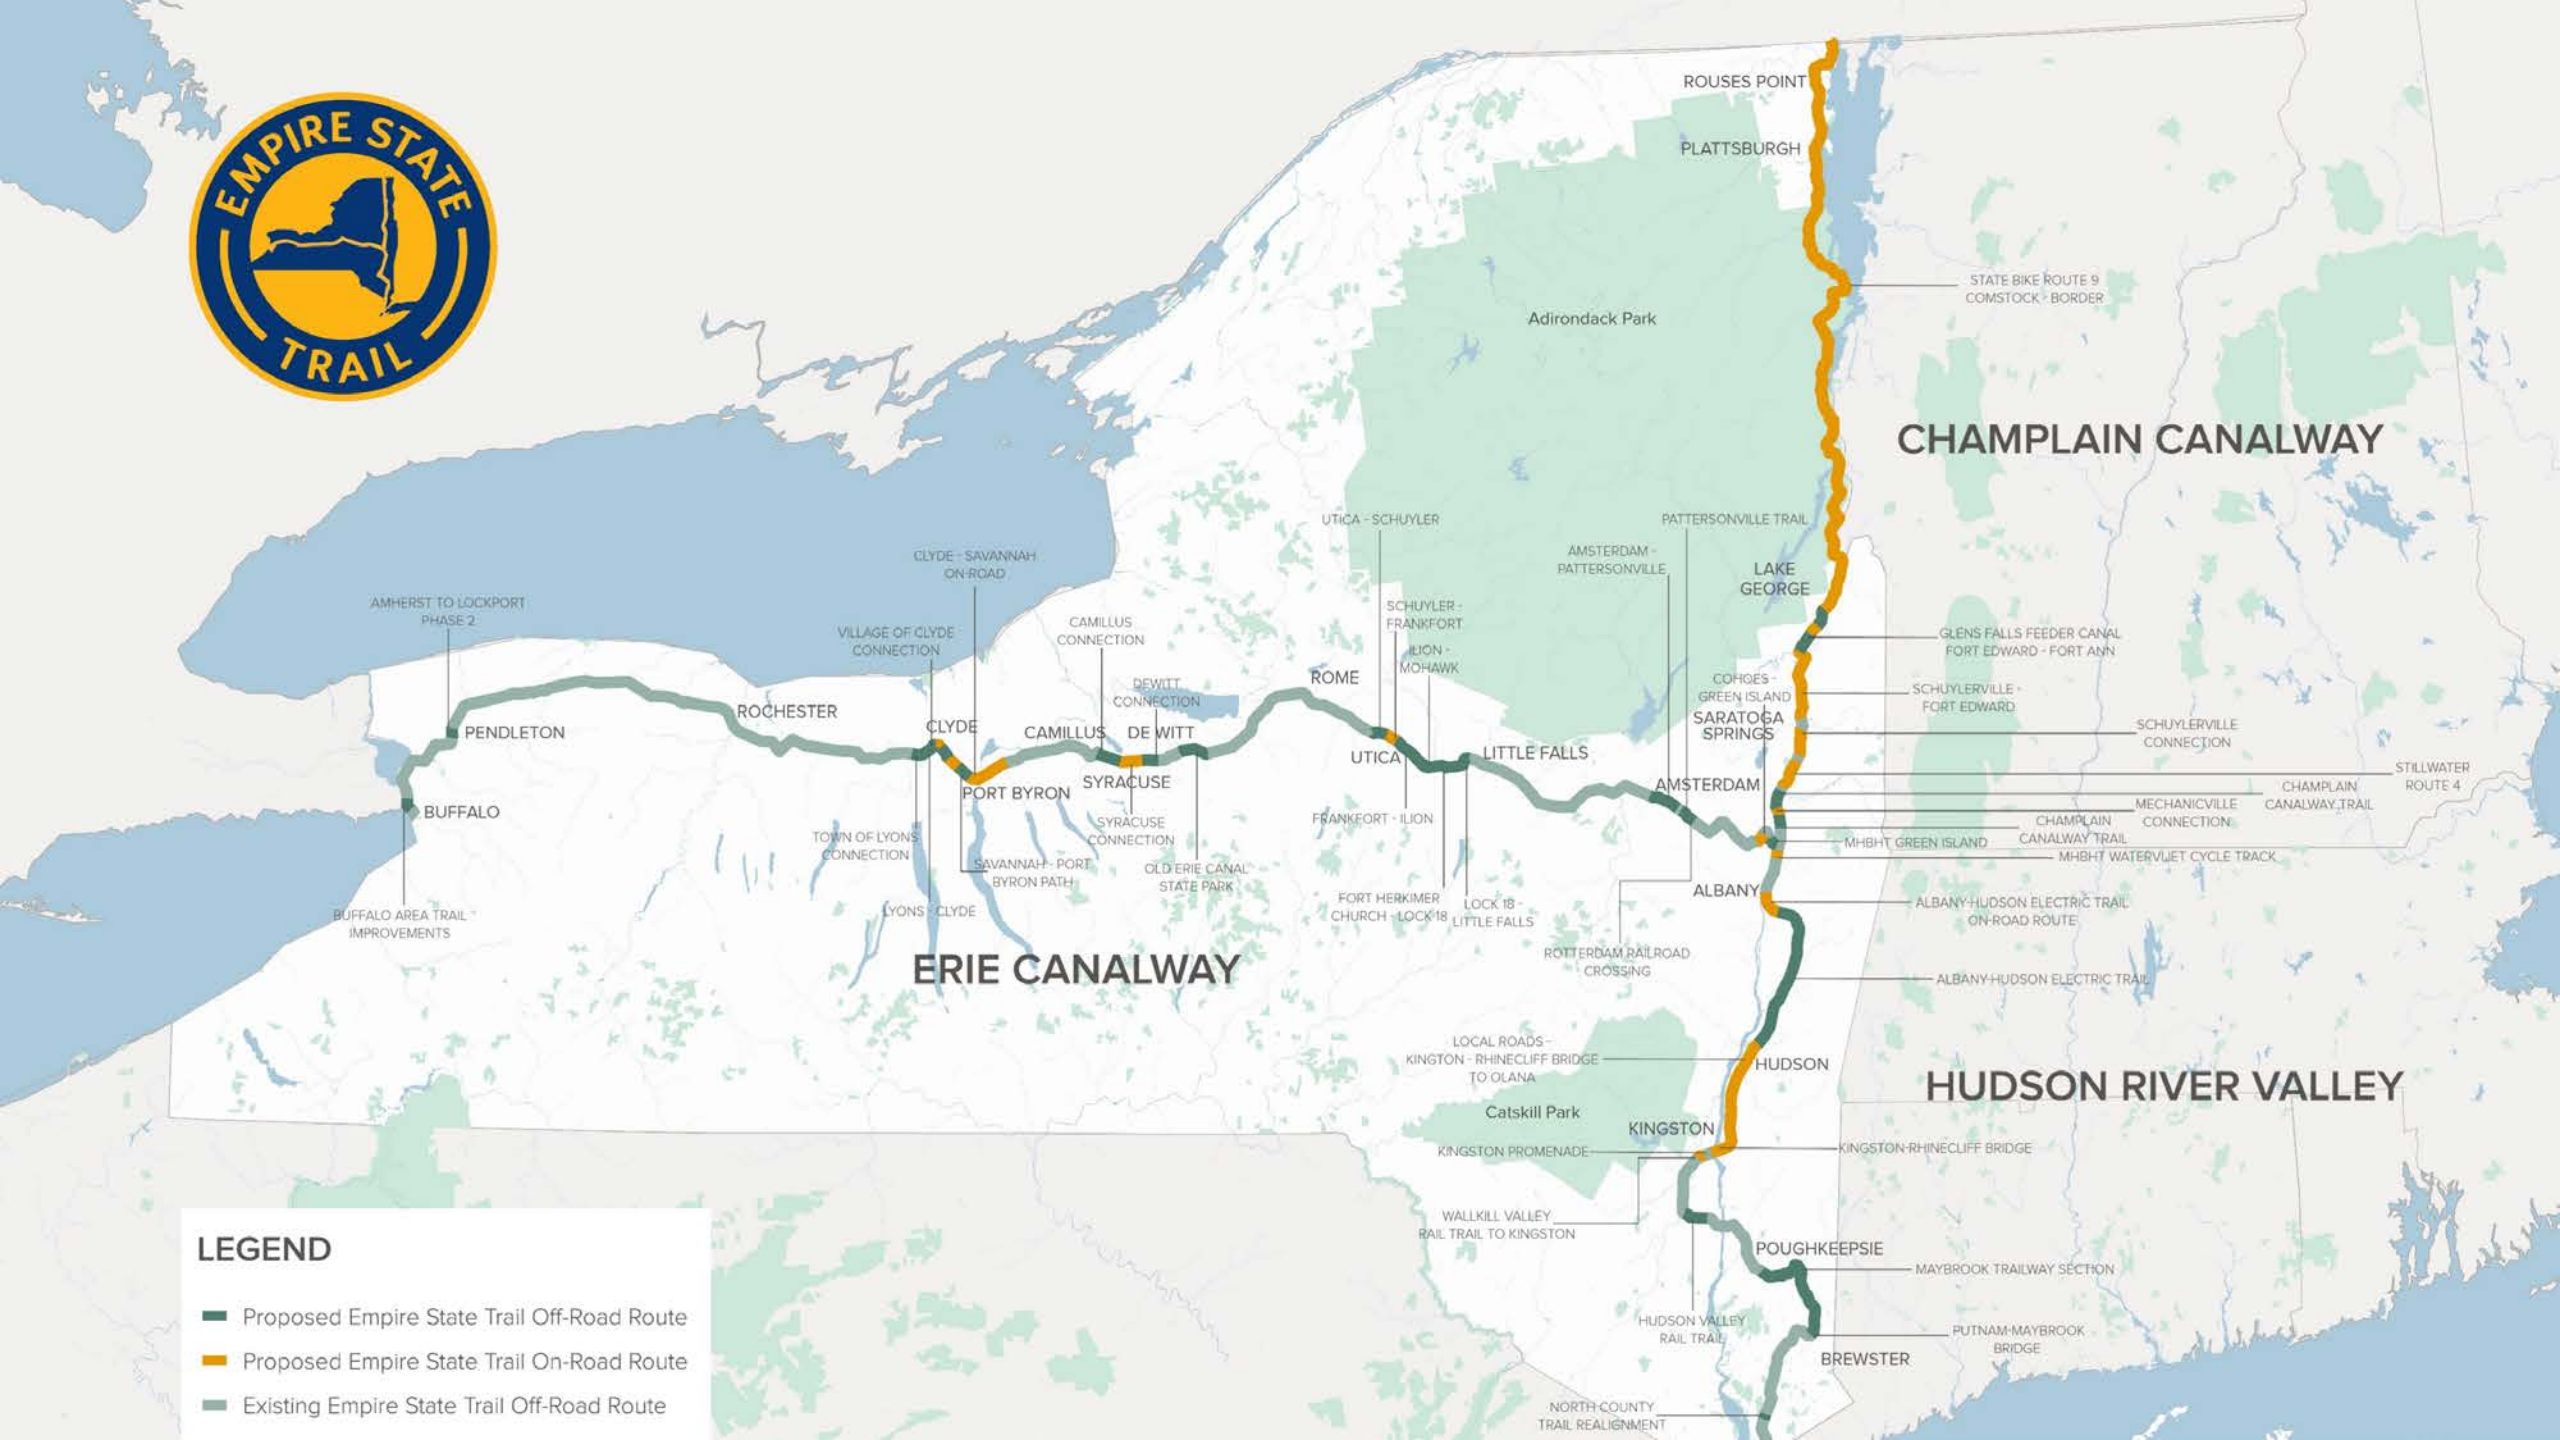 EMPIRE STATE
TRAIL
ROUSES POINT
PLATTSBURGH
STATE BIKE ROUTE 9
COMSTOCK - BORDER
Adirondack Park
CHAMPLAIN CANALWAY
UTICA - SCHUYLER
PATTERSONVILLE TRAIL
AMSTERDAM -
PATTERSONVILLE
CLYDE - SAVANNAH
ON-ROAD
LAKE
GEORGE
AMHERST TO LOCKPORT
PHASE 2
VILLAGE OF CLYDE
CONNECTION
CAMILLUS
CONNECTION
SCHUYLER -
FRANKFORT
ILION -
MOHAWK
GLENS FALLS FEEDER CANAL
FORT EDWARD - FORT ANN
DEWITT
CONNECTION
ROME
COHOES -
GREEN ISLAND
SCHUYLERVILLE -
FORT EDWARD
SARATOGA
SPRINGS
SCHUYLERVILLE
CONNECTION
ROCHESTER
PENDLETON
CLYDE
CAMILLUS
DE WITT
UTICA
LITTLE FALLS
SYRACUSE
PORT BYRON
AMSTERDAM
STILLWATER
ROUTE 4
CHAMPLAIN
CANALWAY TRAIL
MECHANICVILLE
CONNECTION
BUFFALO
SYRACUSE
CONNECTION
FRANKFORT - ILION
CHAMPLAIN
CANALWAY TRAIL
MHBHT GREEN ISLAND
MHBHT WATERVLIET CYCLE TRACK
TOWN OF LYONS
CONNECTION
SAVANNAH - PORT
BYRON PATH
OLD ERIE CANAL
STATE PARK
ALBANY
FORT HERKIMER
CHURCH - LOCK 18
LOCK 18 -
LITTLE FALLS
ALBANY-HUDSON ELECTRIC TRAIL
ON-ROAD ROUTE
BUFFALO AREA TRAIL
IMPROVEMENTS
LYONS - CLYDE
ERIE CANALWAY
ROTTERDAM RAILROAD
CROSSING
ALBANY-HUDSON ELECTRIC TRAIL
LOCAL ROADS -
KINGTON - RHINECLIFF BRIDGE
TO OLANA
HUDSON
HUDSON RIVER VALLEY
Catskill Park
KINGSTON
KINGSTON PROMENADE
KINGSTON-RHINECLIFF BRIDGE
WALLKILL VALLEY
RAIL TRAIL TO KINGSTON
POUGHKEEPSIE
MAYBROOK TRAILWAY SECTION
HUDSON VALLEY
RAIL TRAIL
PUTNAM-MAYBROOK
BRIDGE
BREWSTER
NORTH COUNTY
TRAIL REALIGNMENT
LEGEND
Proposed Empire State Trail Off-Road Route
Proposed Empire State Trail On-Road Route
Existing Empire State Trail Off-Road Route